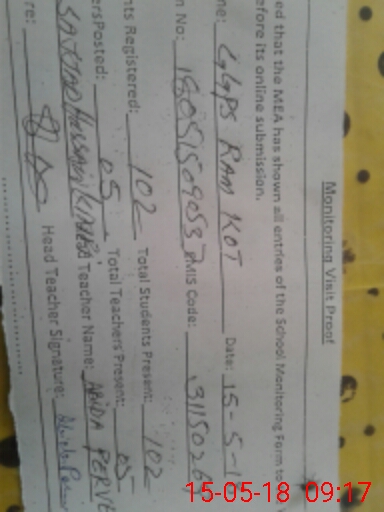 Monitoring Visit Proof
ed that the MEA has shown all entries of the School Monitoring Form to
efore its online submission.
ne: GGPS RAM KOT Date: 15-5-1
n No: EMIS Code:
nts Registered: 102 Total Students Present: 102
ersPosted: 05 Total Teachers Present: 05
Teacher Name: ABIDA PERVE
re: Head Teacher Signature:
15-05-18 09:17